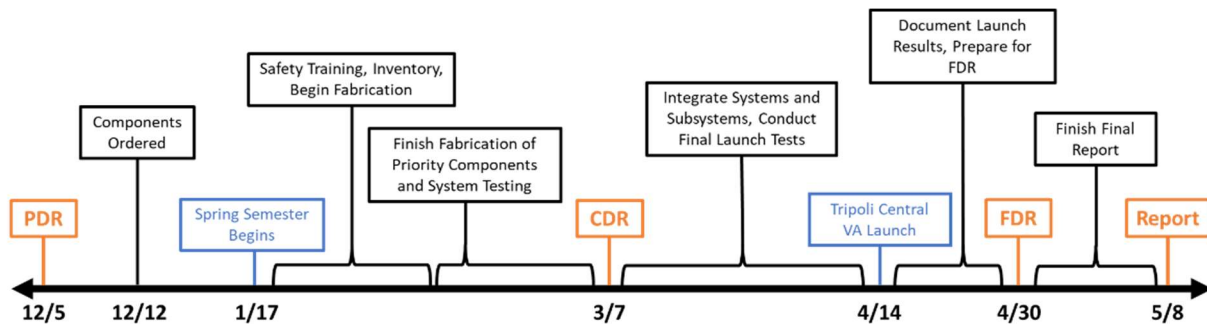 Document Launch
Results, Prepare for
FDR
Safety Training, Inventory,
Begin Fabrication
Integrate Systems and
Subsystems, Conduct
Final Launch Tests
Components
Ordered
Finish Fabrication of
Priority Components
and System Testing
Finish Final
Report
PDR
Spring Semester
Begins
CDR
Tripoli Central
VA Launch
FDR
Report
12/5 12/12 1/17 3/7 4/14 4/30 5/8